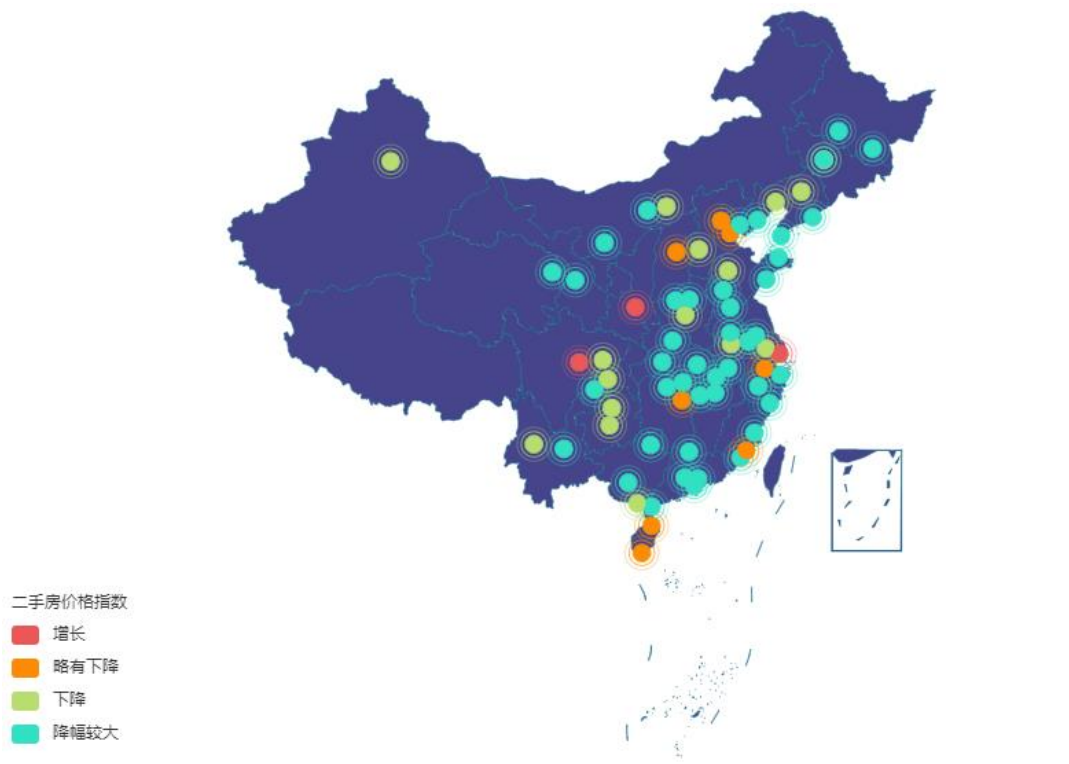 二手房价格指数
增长
略有下降
下降
降幅较大